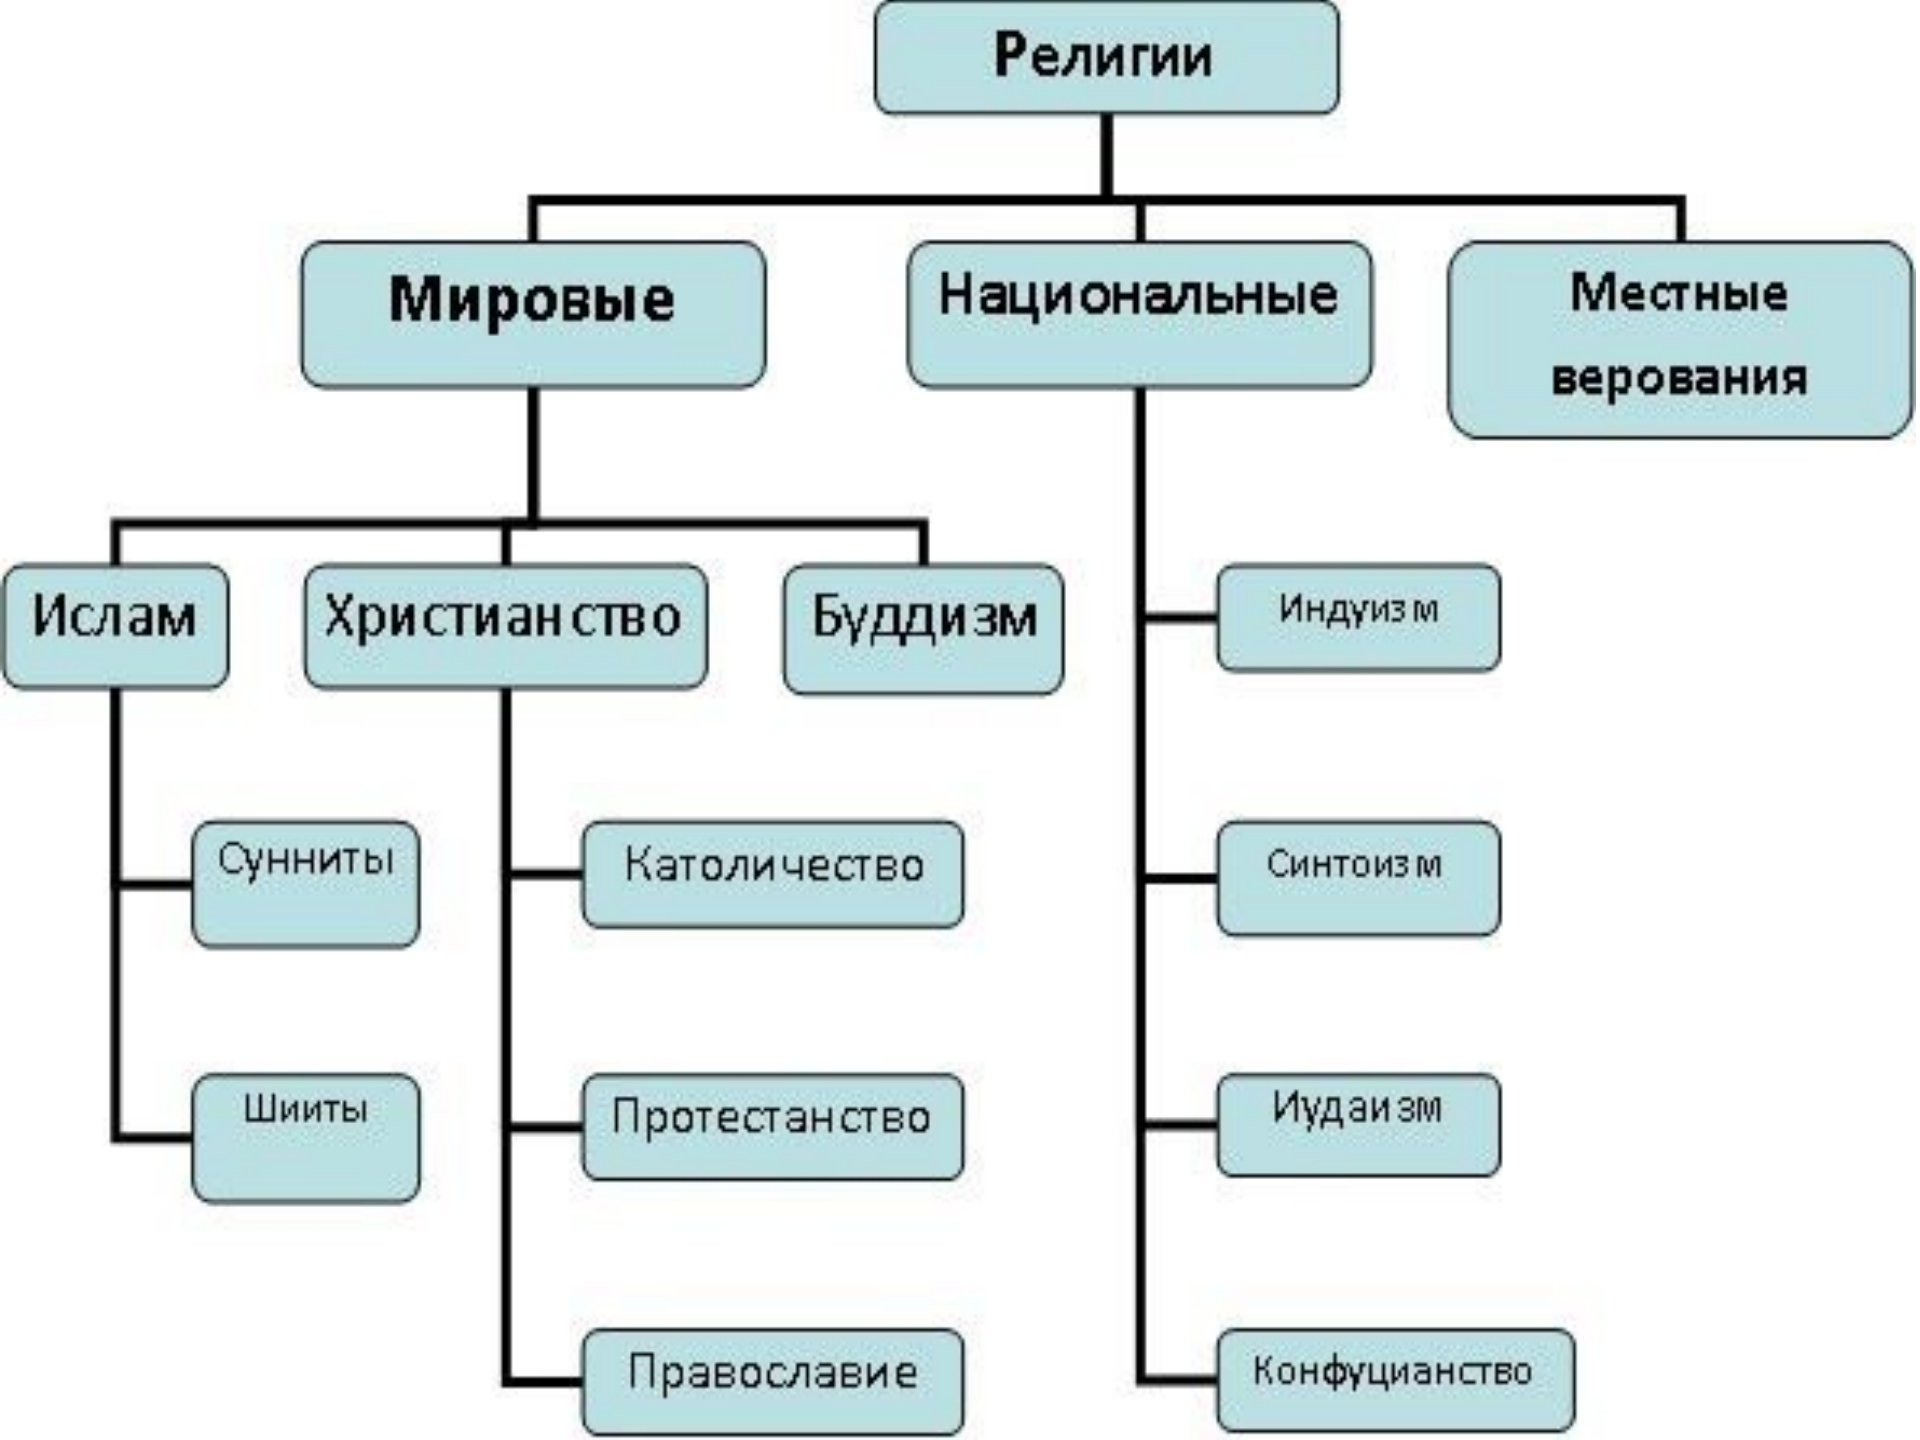 Религии
Мировые
Национальные
Местные
верования
Ислам
Христианство
Буддизм
Индуизм
Сунниты
Католичество
Синтоизм
Шииты
Протестанство
Иудаизм
Православие
Конфуцианство